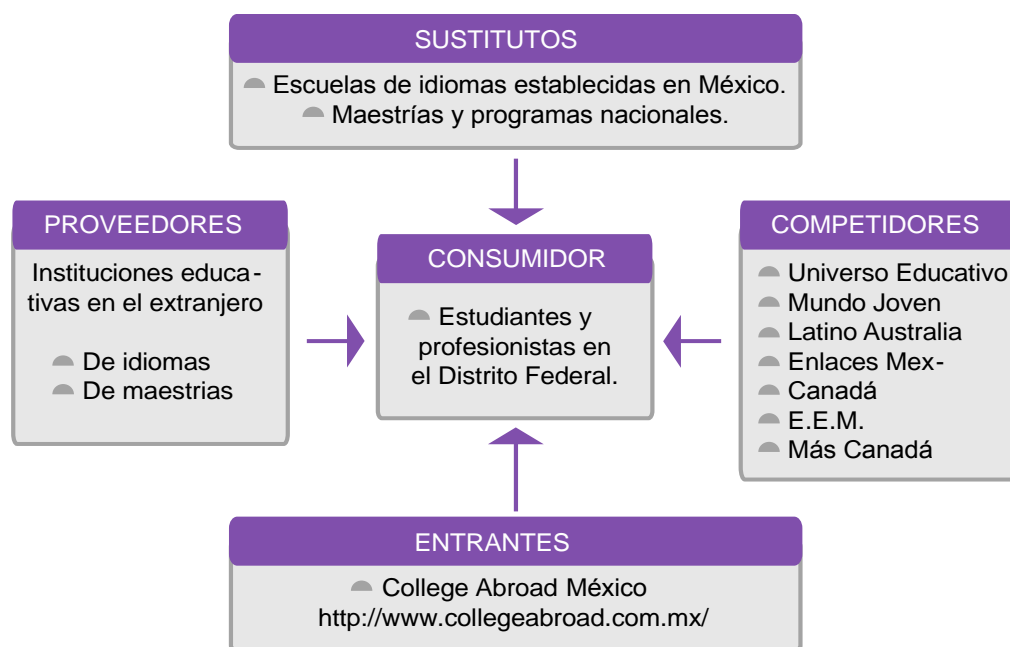 SUSTITUTOS
Escuelas de idiomas establecidas en México.
Maestrías y programas nacionales.
PROVEEDORES
Instituciones educa-
tivas en el extranjero
De idiomas
De maestrias
CONSUMIDOR
Estudiantes y
profesionistas en
el Distrito Federal.
COMPETIDORES
Universo Educativo
Mundo Joven
Latino Australia
Enlaces Mex-
Canadá
E.E.M.
Más Canadá
ENTRANTES
College Abroad México
http://www.collegeabroad.com.mx/